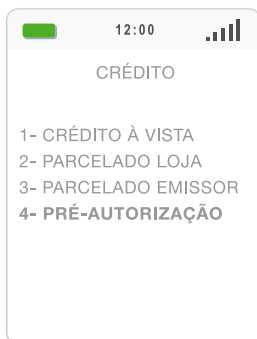 12:00
CRÉDITO
1- CRÉDITO À VISTA
2- PARCELADO LOJA
3- PARCELADO EMISSOR
4- PRÉ-AUTORIZAÇÃO